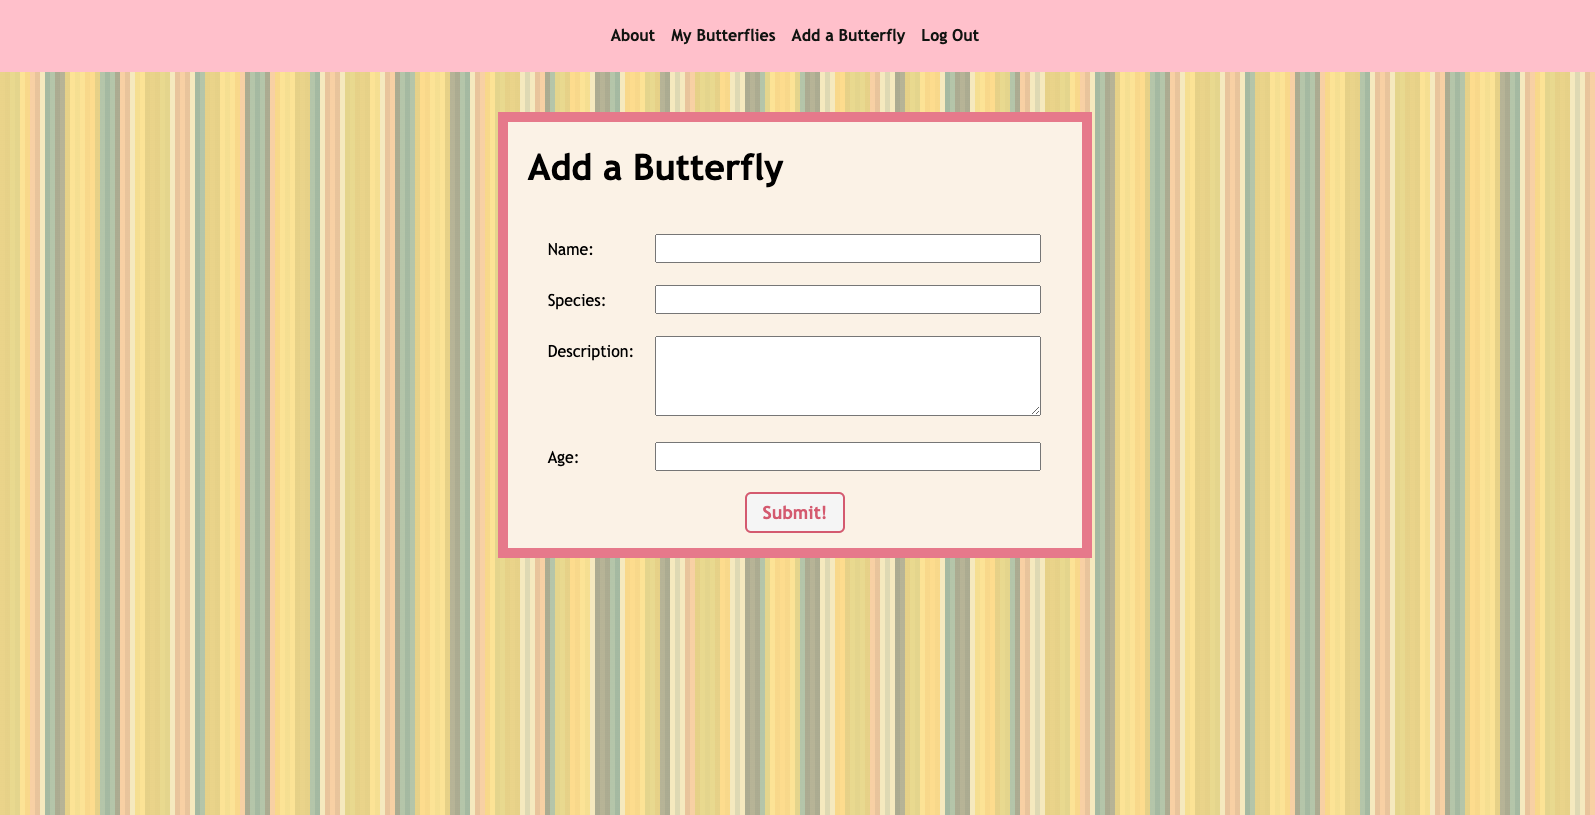 About My Butterflies Add a Butterfly Log Out
Add a Butterfly
Name:
Species:
Description:
Age:
Submit!